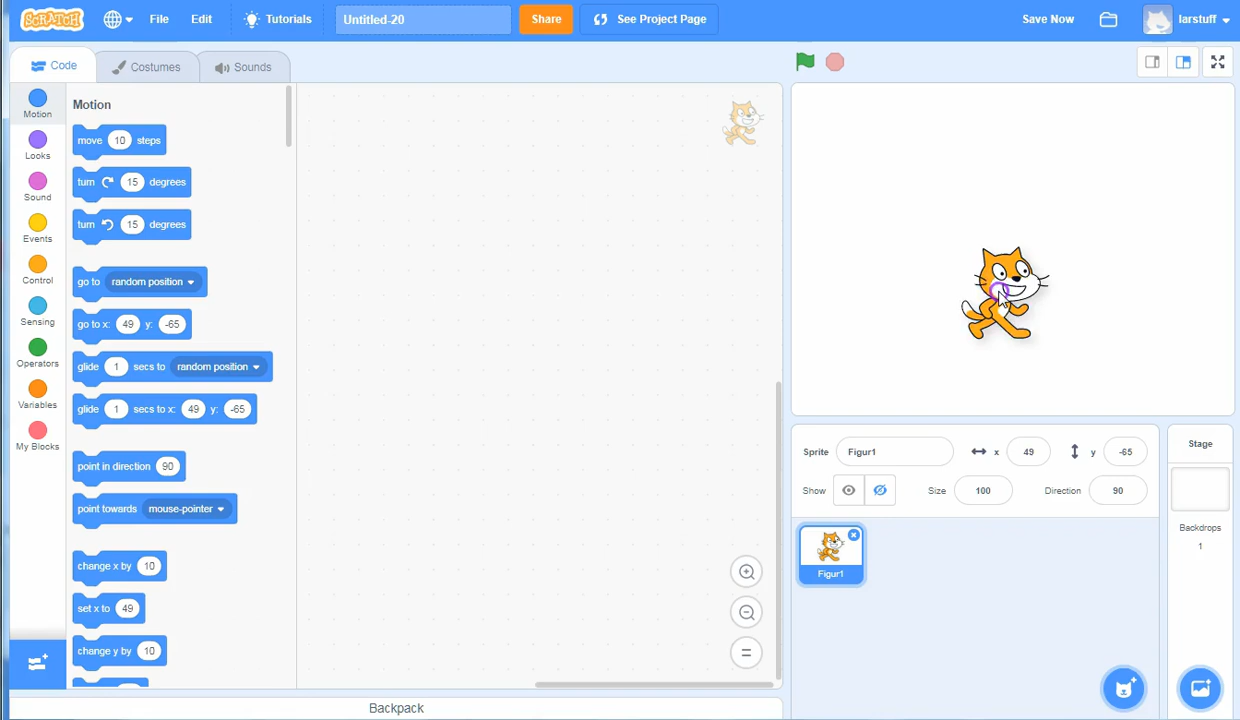 SCRATCH File Edit Tutorials Untitled-20 Share See Project Page Save Now larstuff
Code Costumes Sounds
Motion
Looks
Sound
Events
Control
Sensing
Operators
Variables
My Blocks
Motion
move 10 steps
turn 15 degrees
turn 15 degrees
go to random position
go to x: 49 y: -65
glide 1 secs to random position
glide 1 secs to x: 49 y: -65
point in direction 90
point towards mouse-pointer
change x by 10
set x to 49
change y by 10
Backpack
Sprite Figur1 x 49 y -65
Show Size 100 Direction 90
Figur1
Stage
Backdrops
1